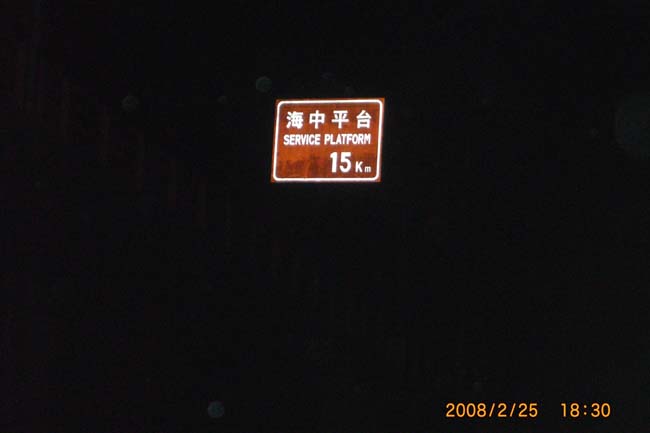 海中平台
SERVICE PLATFORM
15 Km
2008/2/25 18:30